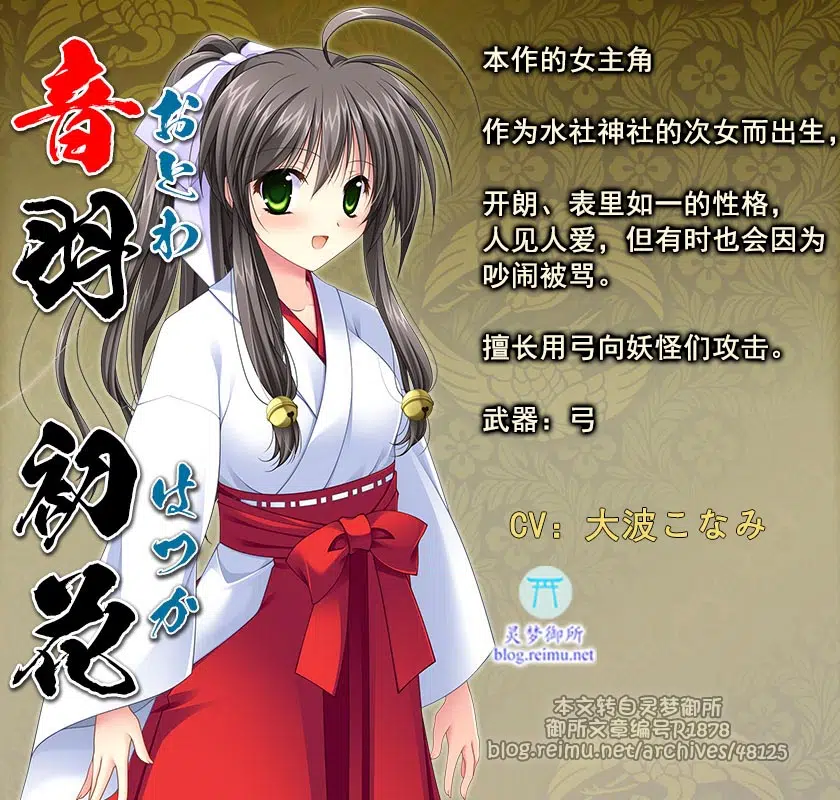 音羽 初花
おとわ はつか
本作的女主角
作为水社神社的次女而出生，
开朗、表里如一的性格，
人见人爱，但有时也会因为
吵闹被骂。
擅长用弓向妖怪们攻击。
武器：弓
CV：大波こなみ
灵梦御所
blog.reimu.net
本文转自灵梦御所
御所文章编号R1878
blog.reimu.net/archives/48125